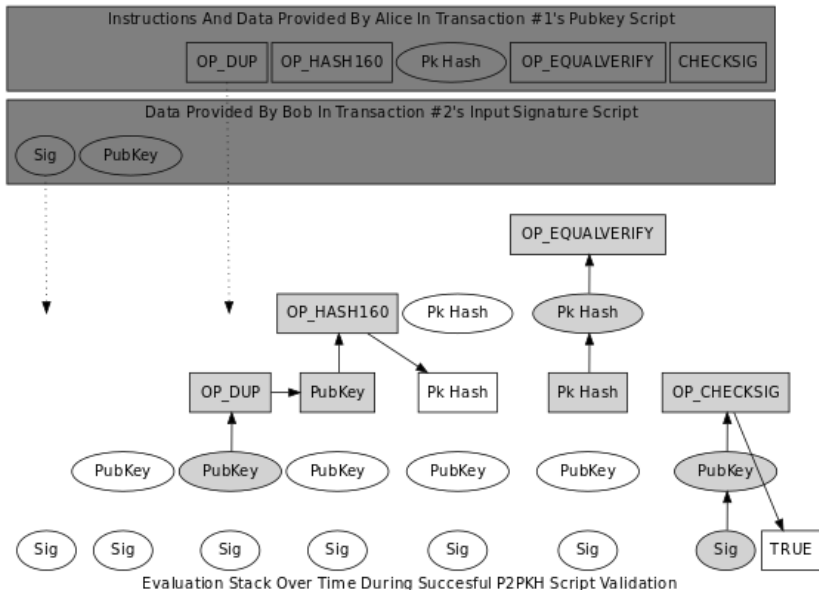 Instructions And Data Provided By Alice In Transaction #1's Pubkey Script
OP_DUP OP_HASH160 Pk Hash OP_EQUALVERIFY CHECKSIG
Data Provided By Bob In Transaction #2's Input Signature Script
Sig PubKey
OP_EQUALVERIFY
OP_HASH160 Pk Hash Pk Hash
OP_DUP PubKey Pk Hash Pk Hash OP_CHECKSIG
PubKey PubKey PubKey PubKey PubKey PubKey
Sig Sig Sig Sig Sig Sig Sig TRUE
Evaluation Stack Over Time During Succesful P2PKH Script Validation